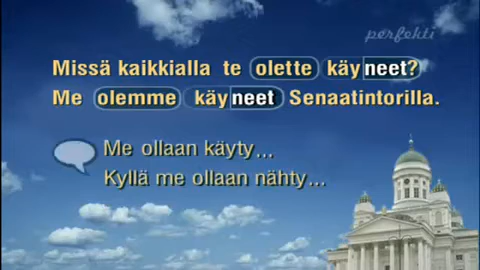 perfekti
Missä kaikkialla te olette käyneet?
Me olemme käyneet Senaatintorilla.
Me ollaan käyty...
Kyllä me ollaan nähty...